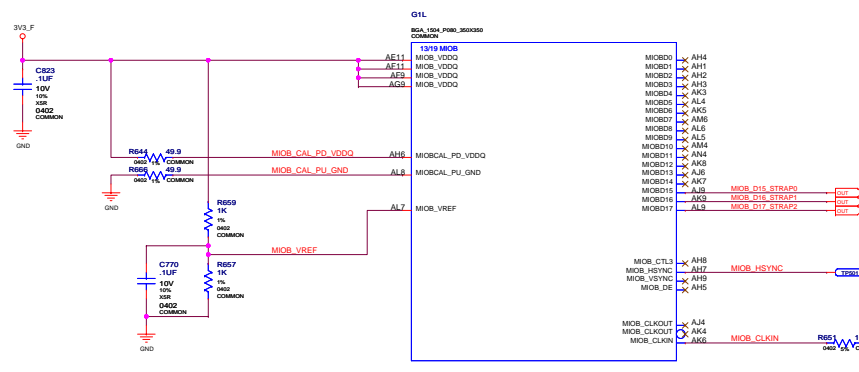 G1L
BGA_1504_P080_350X350
COMMON
3V3_F
13/19 MIOB
C823
.1UF
10V
10%
X5R
0402
COMMON
GND
AE11 MIOB_VDDQ
AF11 MIOB_VDDQ
AF9 MIOB_VDDQ
AG9 MIOB_VDDQ
R644 49.9
0402 1% COMMON
MIOB_CAL_PD_VDDQ
AH6 MIOBCAL_PD_VDDQ
R666 49.9
0402 1% COMMON
MIOB_CAL_PU_GND
AL8 MIOBCAL_PU_GND
GND
R659
1K
1%
0402
COMMON
AL7 MIOB_VREF
MIOB_VREF
C770
.1UF
10V
10%
X5R
0402
COMMON
GND
R657
1K
1%
0402
COMMON
MIOBD0 AH4
MIOBD1 AH1
MIOBD2 AH2
MIOBD3 AH3
MIOBD4 AK3
MIOBD5 AL4
MIOBD6 AK5
MIOBD7 AM6
MIOBD8 AL6
MIOBD9 AL5
MIOBD10 AM4
MIOBD11 AN4
MIOBD12 AK8
MIOBD13 AJ6
MIOBD14 AK7
MIOBD15 AJ9 MIOB_D15_STRAP0 OUT
MIOBD16 AK9 MIOB_D16_STRAP1 OUT
MIOBD17 AL9 MIOB_D17_STRAP2 OUT
MIOB_CTL3 AH8
MIOB_HSYNC AH7 MIOB_HSYNC TP501
MIOB_VSYNC AH9
MIOB_DE AH5
MIOB_CLKOUT AJ4
MIOB_CLKOUT AK4
MIOB_CLKIN AK6 MIOB_CLKIN
R651
0402 5%